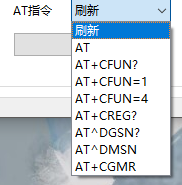 AT指令 刷新
刷新
AT
AT+CFUN?
AT+CFUN=1
AT+CFUN=4
AT+CREG?
AT^DGSN?
AT^DMSN
AT+CGMR